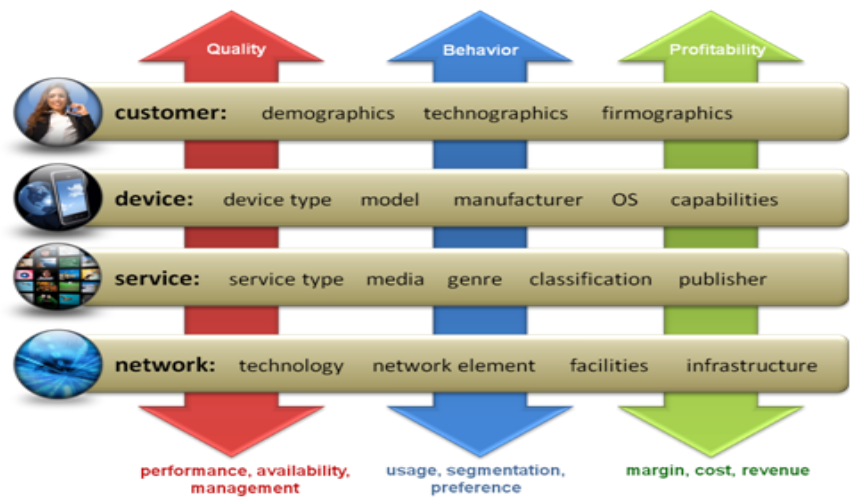 Quality Behavior Profitability
customer: demographics technographics firmographics
device: device type model manufacturer OS capabilities
service: service type media genre classification publisher
network: technology network element facilities infrastructure
performance, availability,
management
usage, segmentation,
preference
margin, cost, revenue